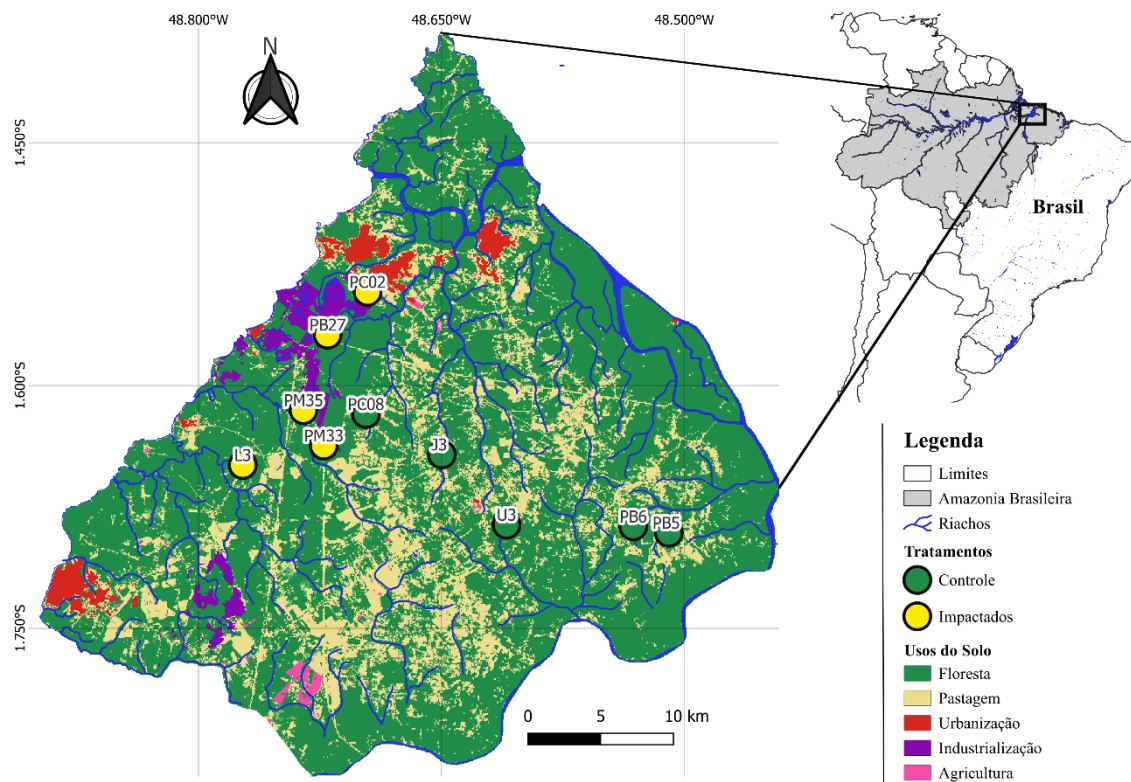 48.800°W
48.650°W
48.500°W
N
1.450°S
Brasil
PC02
PB27
1.600°S
PM35
PC08
PM33
J3
L3
U3
PB6
PB5
1.750°S
0
5
10 km
Legenda
Limites
Amazonia Brasileira
Riachos
Tratamentos
Controle
Impactados
Usos do Solo
Floresta
Pastagem
Urbanização
Industrialização
Agricultura